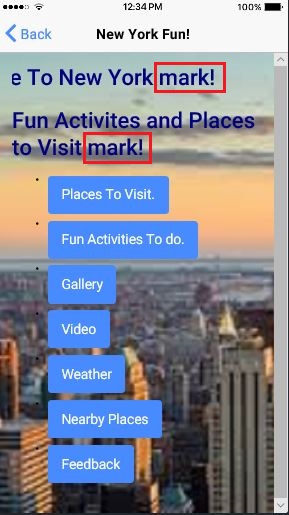 12:34 PM
100%
Back
New York Fun!
e To New York mark!
Fun Activites and Places
to Visit mark!
Places To Visit.
Fun Activities To do.
Gallery
Video
Weather
Nearby Places
Feedback